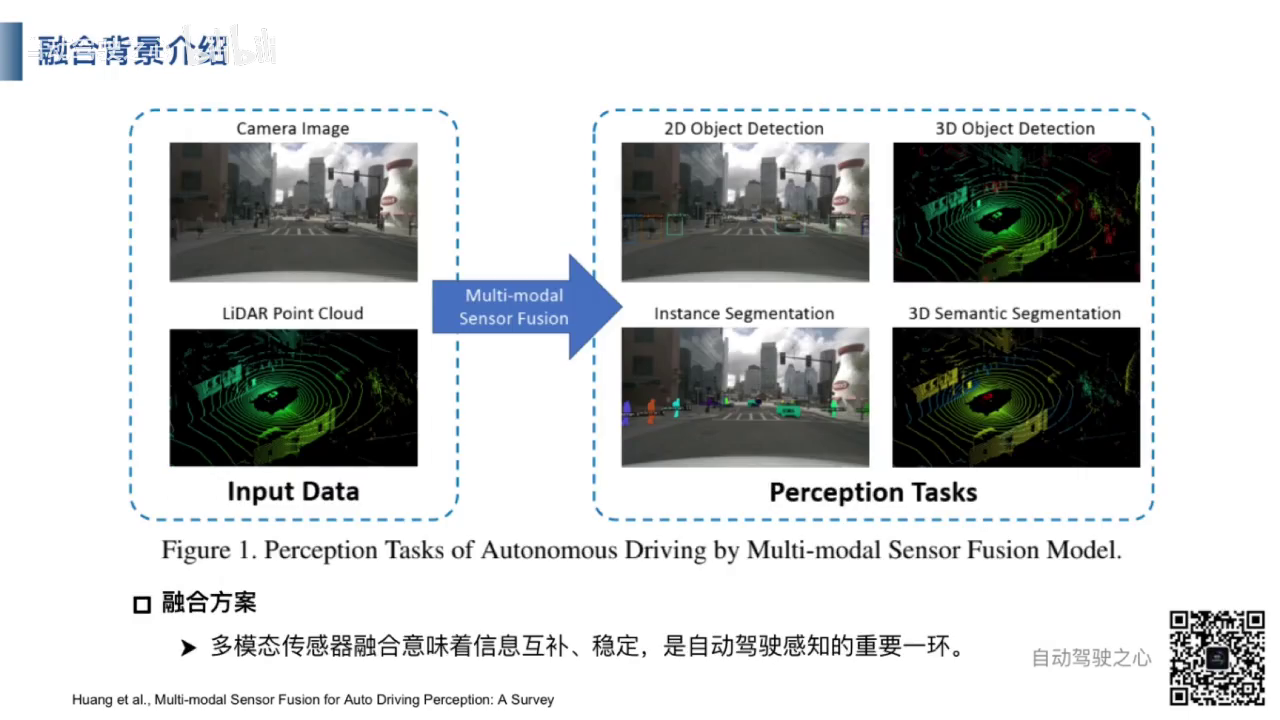 融合背景介绍
Camera Image
LiDAR Point Cloud
Input Data
Multi-modal
Sensor Fusion
2D Object Detection
3D Object Detection
Instance Segmentation
3D Semantic Segmentation
Perception Tasks
Figure 1. Perception Tasks of Autonomous Driving by Multi-modal Sensor Fusion Model.
融合方案
多模态传感器融合意味着信息互补、稳定，是自动驾驶感知的重要一环。
自动驾驶之心
Huang et al., Multi-modal Sensor Fusion for Auto Driving Perception: A Survey